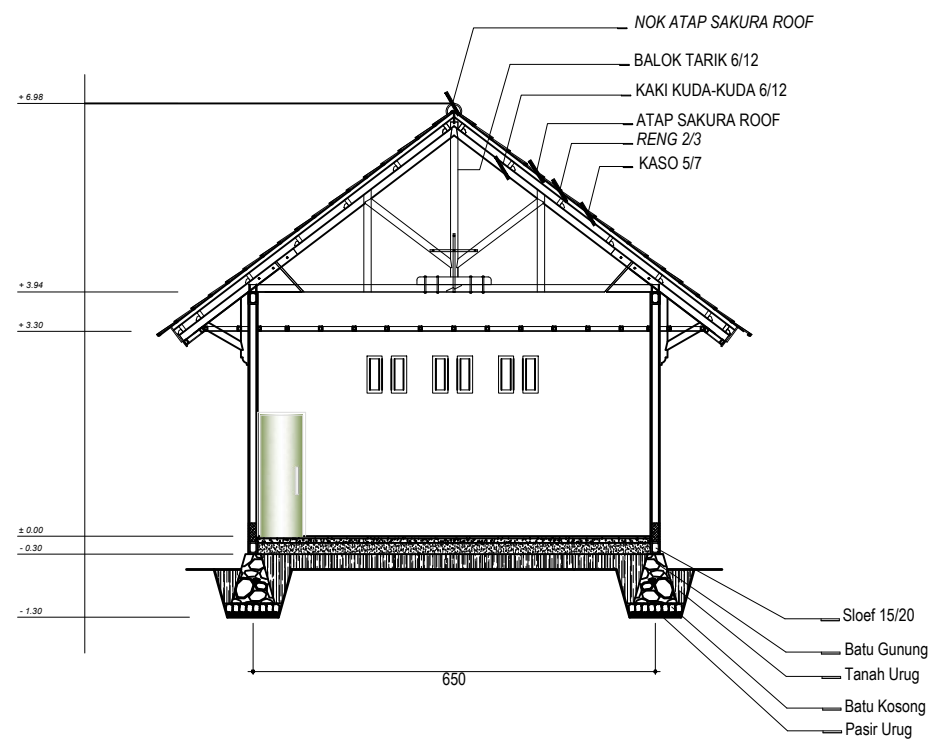 NOK ATAP SAKURA ROOF
BALOK TARIK 6/12
KAKI KUDA-KUDA 6/12
ATAP SAKURA ROOF
RENG 2/3
KASO 5/7
+ 6.98
+ 3.94
+ 3.30
± 0.00
- 0.30
- 1.30
650
Sloef 15/20
Batu Gunung
Tanah Urug
Batu Kosong
Pasir Urug